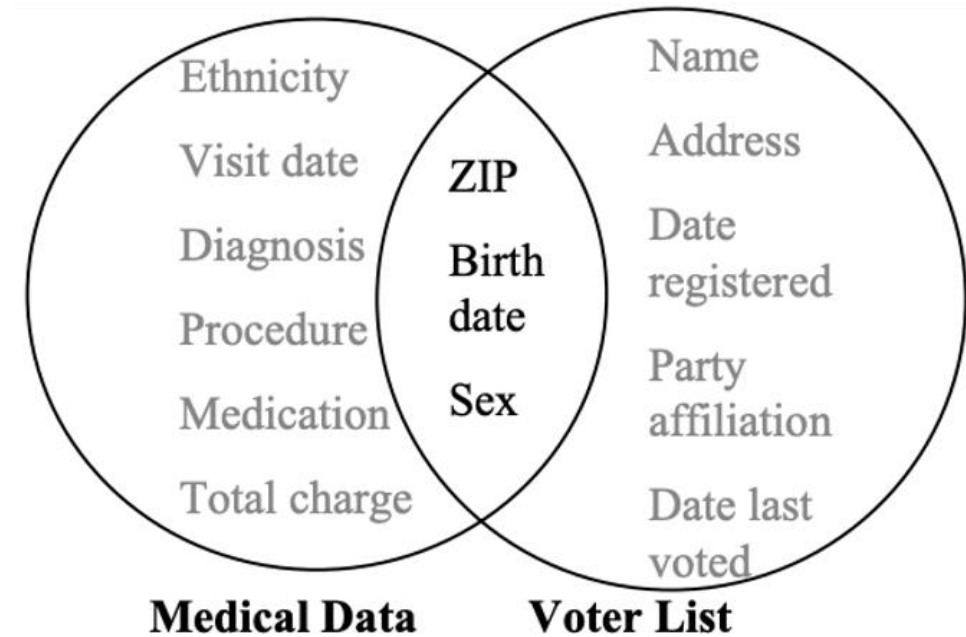 Ethnicity
Visit date
Diagnosis
Procedure
Medication
Total charge
ZIP
Birth
date
Sex
Name
Address
Date
registered
Party
affiliation
Date last
voted
Medical Data
Voter List